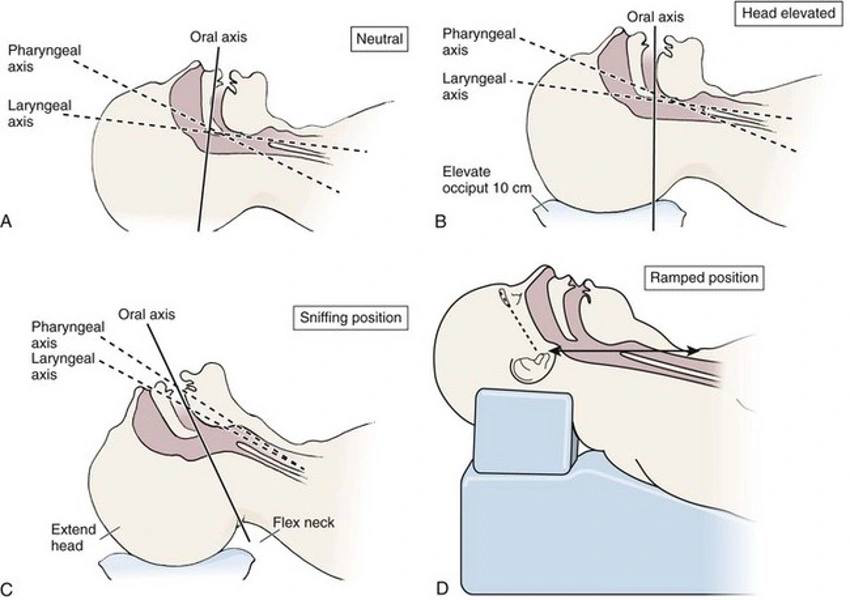 Oral axis
Neutral
Pharyngeal
axis
Laryngeal
axis
A
Oral axis
Head elevated
Pharyngeal
axis
Laryngeal
axis
Elevate
occiput 10 cm
B
Oral axis
Sniffing position
Pharyngeal
axis
Laryngeal
axis
Extend
head
Flex neck
C
Ramped position
D